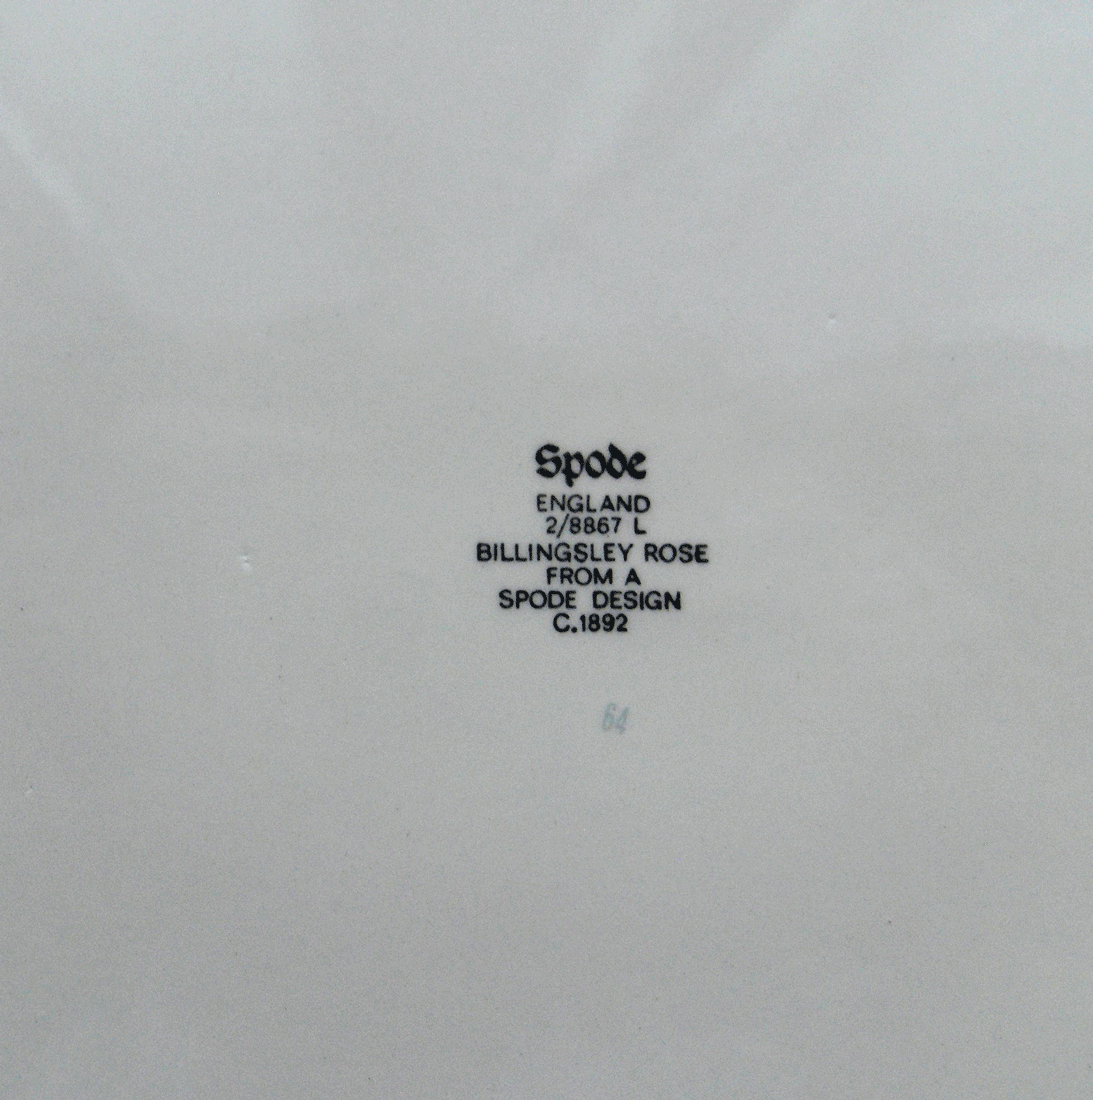 Spode
ENGLAND
2/8867 L
BILLINGSLEY ROSE
FROM A
SPODE DESIGN
C.1892
64